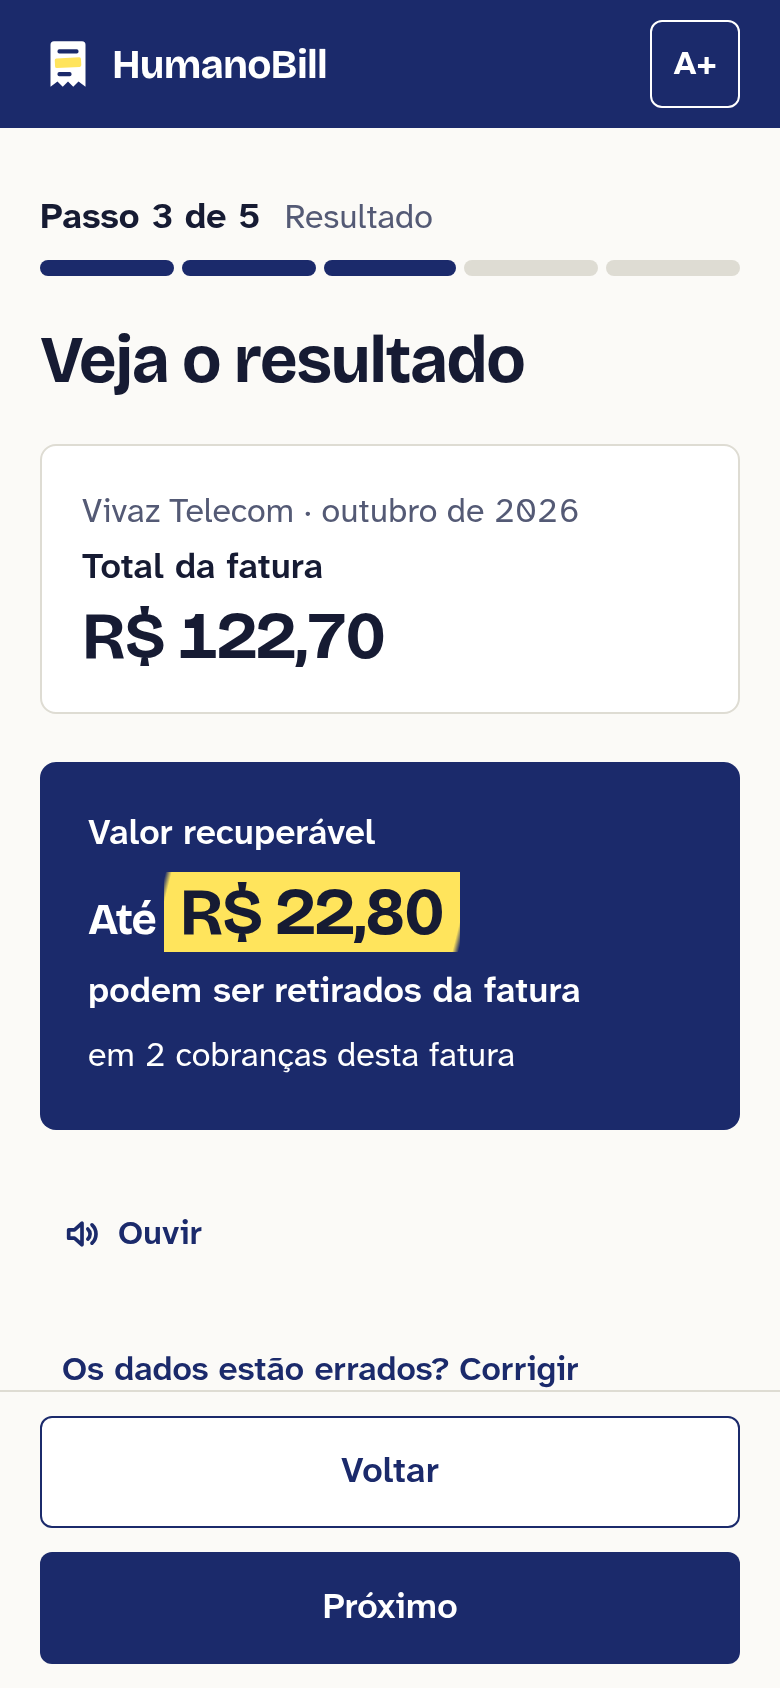 HumanoBill
A+
Passo 3 de 5 Resultado
Veja o resultado
Vivaz Telecom · outubro de 2026
Total da fatura
R$ 122,70
Valor recuperável
Até R$ 22,80
podem ser retirados da fatura
em 2 cobranças desta fatura
Ouvir
Os dados estão errados? Corrigir
Voltar
Próximo